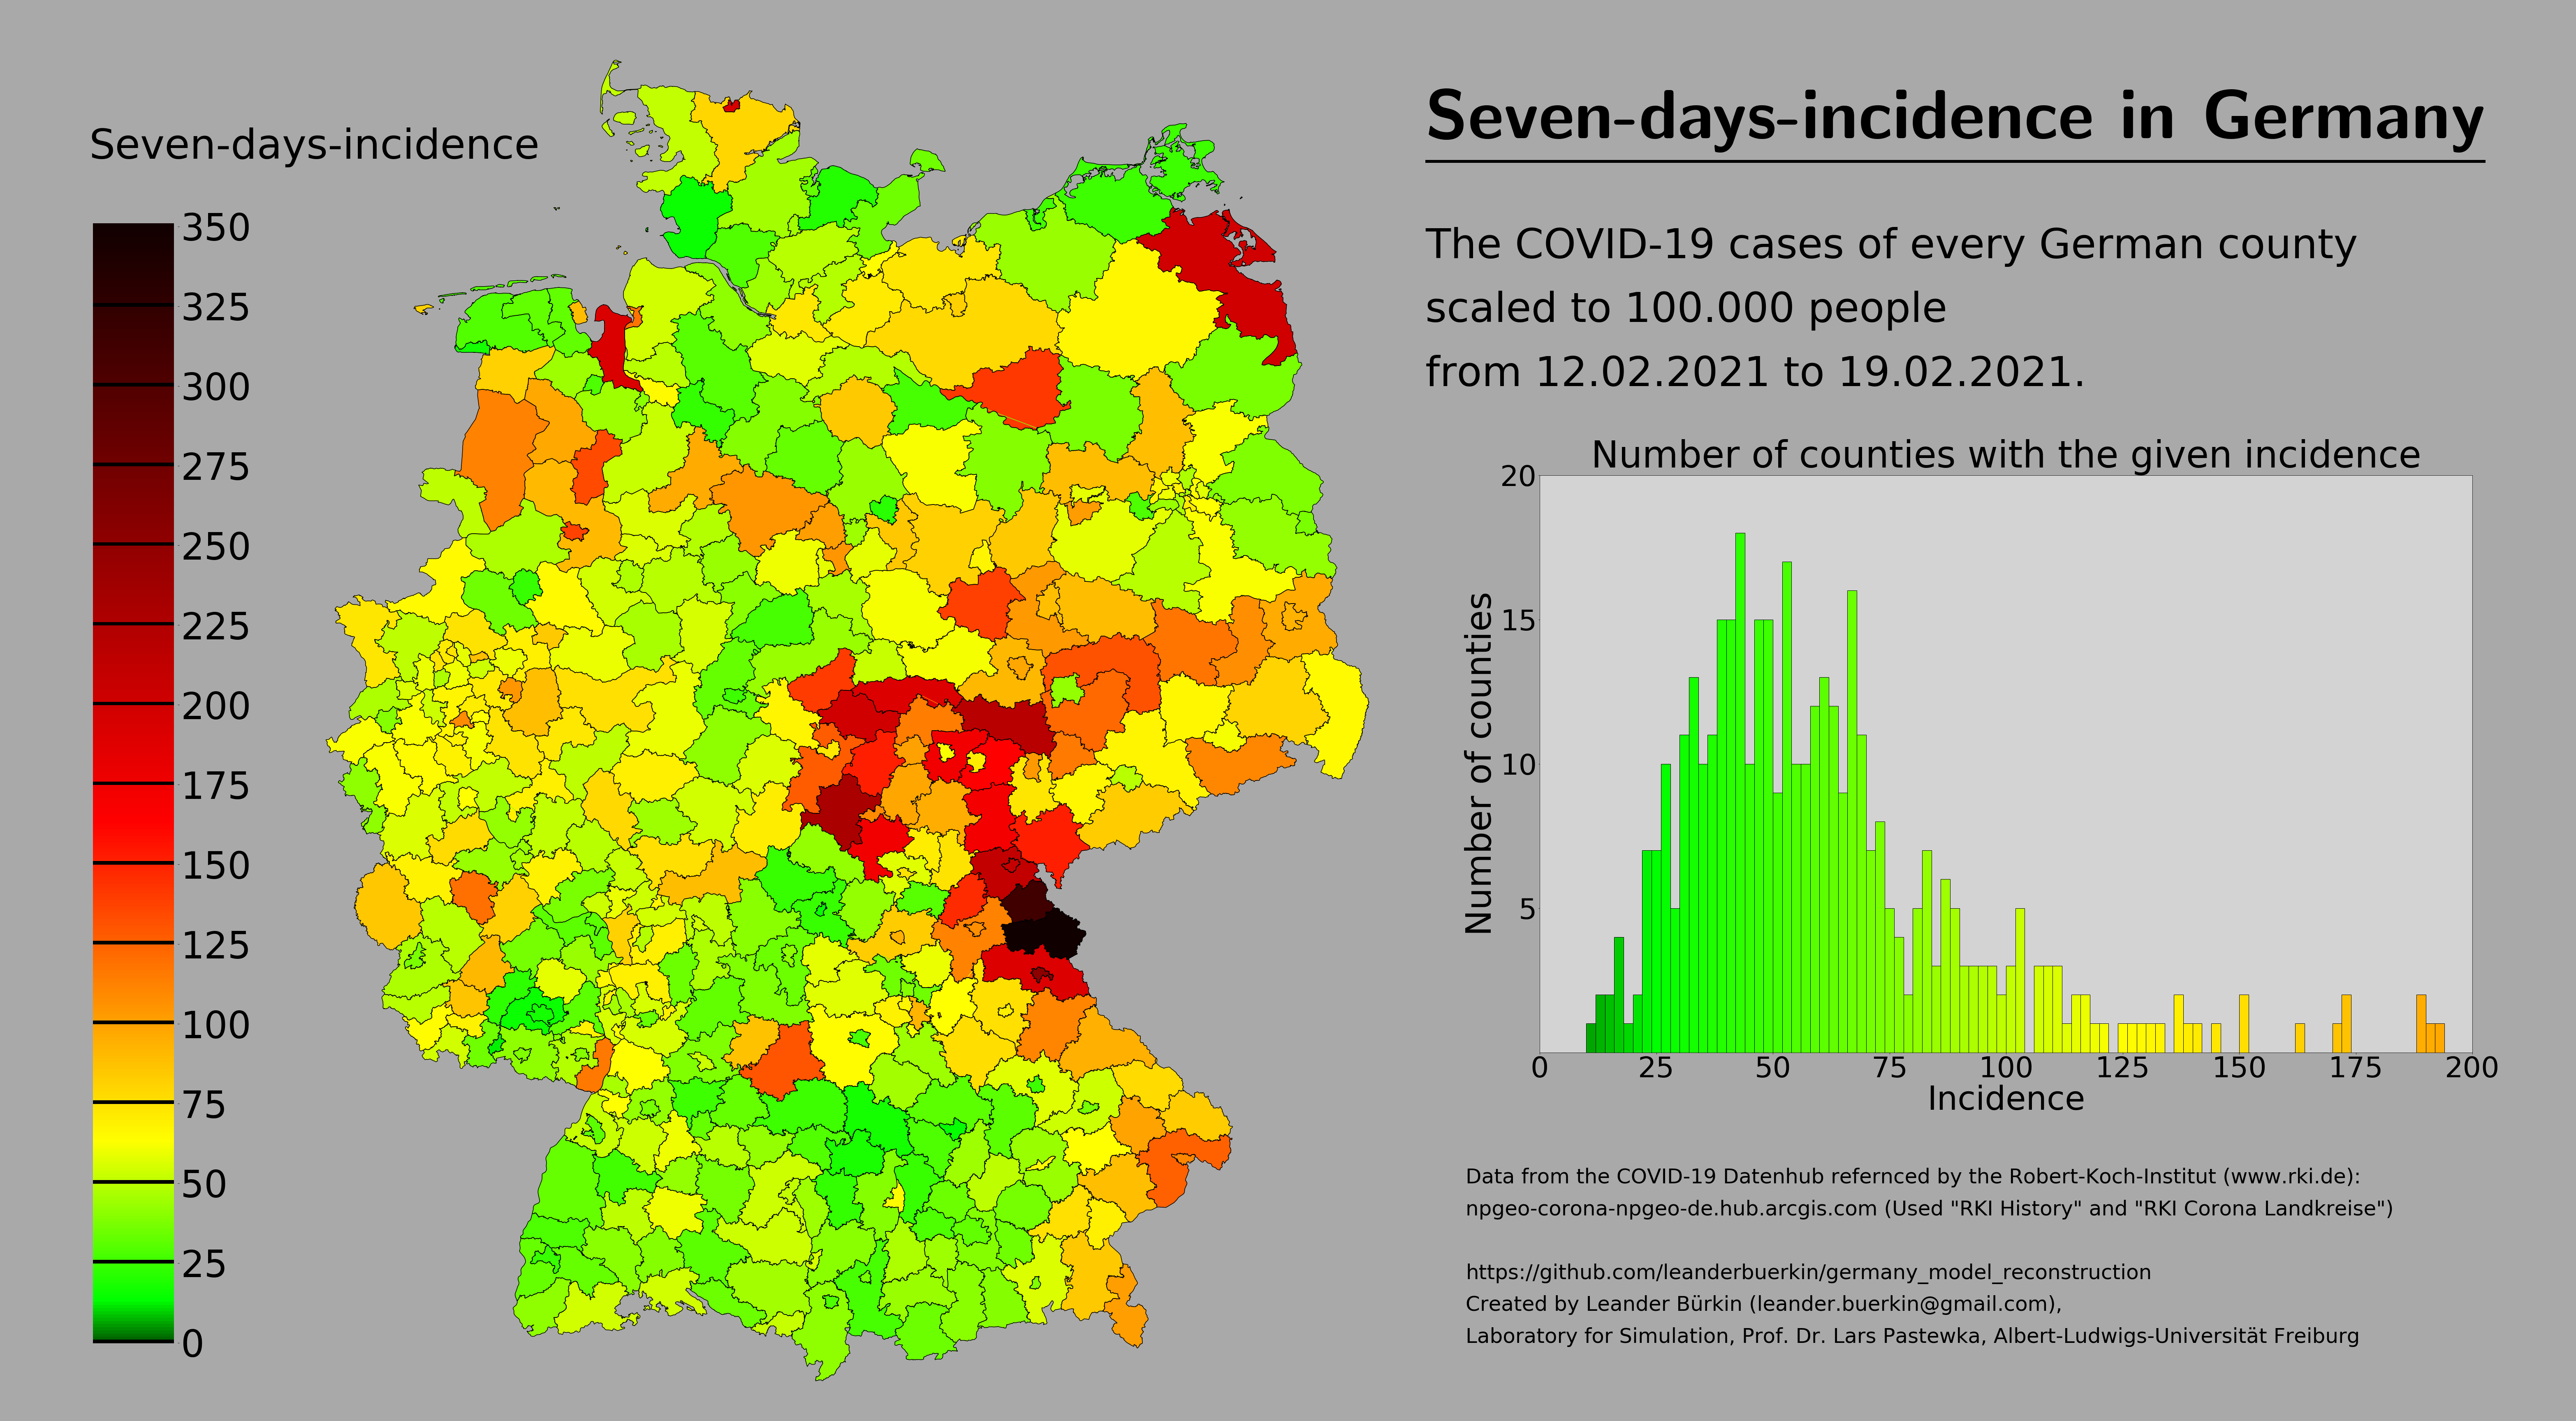 Seven-days-incidence
350
325
300
275
250
225
200
175
150
125
100
75
50
25
0
Seven-days-incidence in Germany
The COVID-19 cases of every German county
scaled to 100.000 people
from 12.02.2021 to 19.02.2021.
Number of counties with the given incidence
20
15
10
5
Number of counties
0 25 50 75 100 125 150 175 200
Incidence
Data from the COVID-19 Datenhub refernced by the Robert-Koch-Institut (www.rki.de):
npgeo-corona-npgeo-de.hub.arcgis.com (Used "RKI History" and "RKI Corona Landkreise")
https://github.com/leanderbuerkin/germany_model_reconstruction
Created by Leander Bürkin (leander.buerkin@gmail.com),
Laboratory for Simulation, Prof. Dr. Lars Pastewka, Albert-Ludwigs-Universität Freiburg